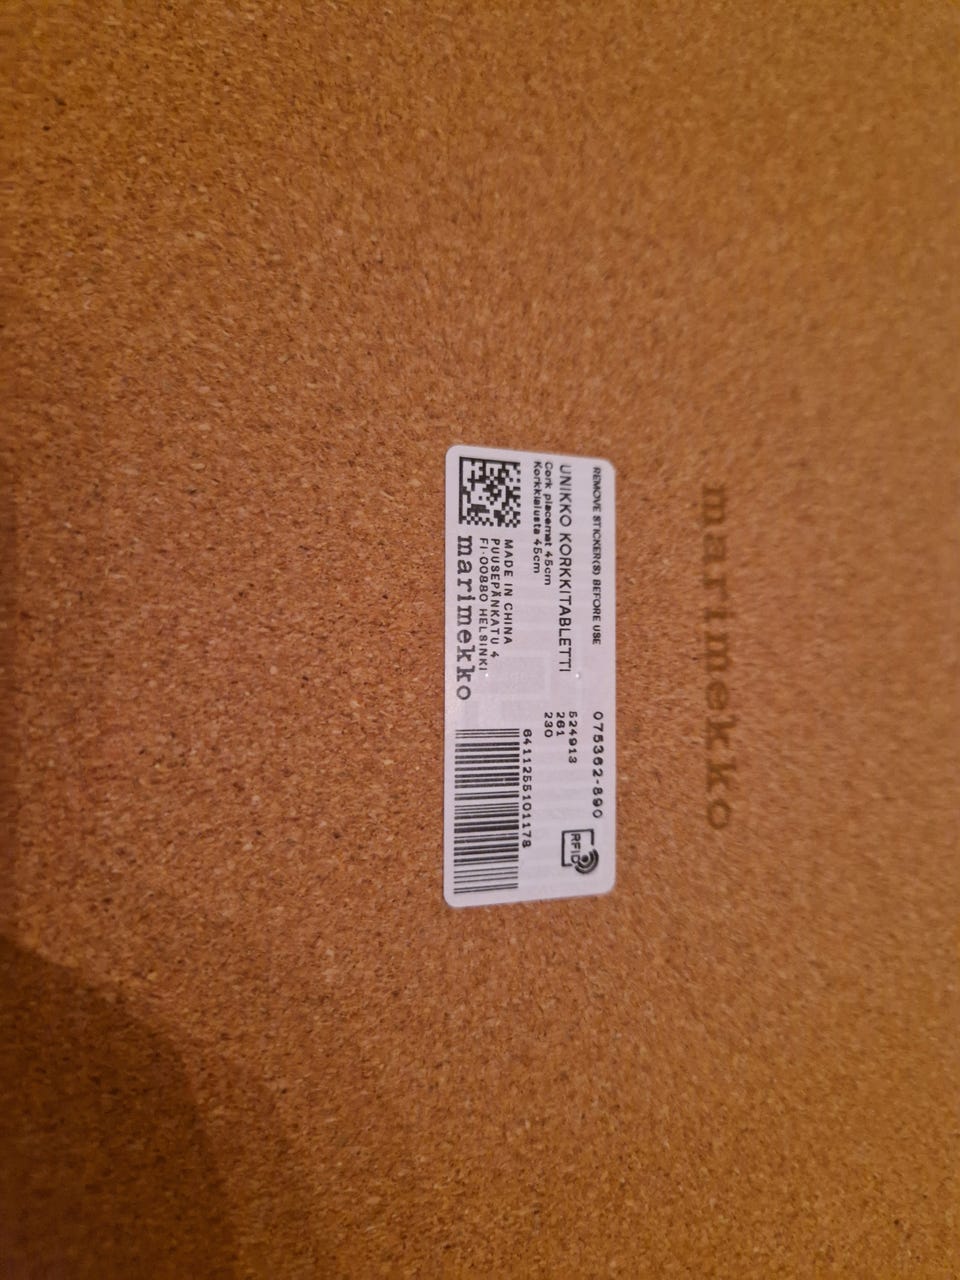 marimekko
REMOVE STICKER(S) BEFORE USE
075362-890
UNIKKO KORKKITABLETTI
524913
Cork placemat 45cm
261
Korkkialusta 45cm
230
RFID
MADE IN CHINA
PUUSEPÄNKATU 4
FI-00880 HELSINKI
marimekko
6411255101178